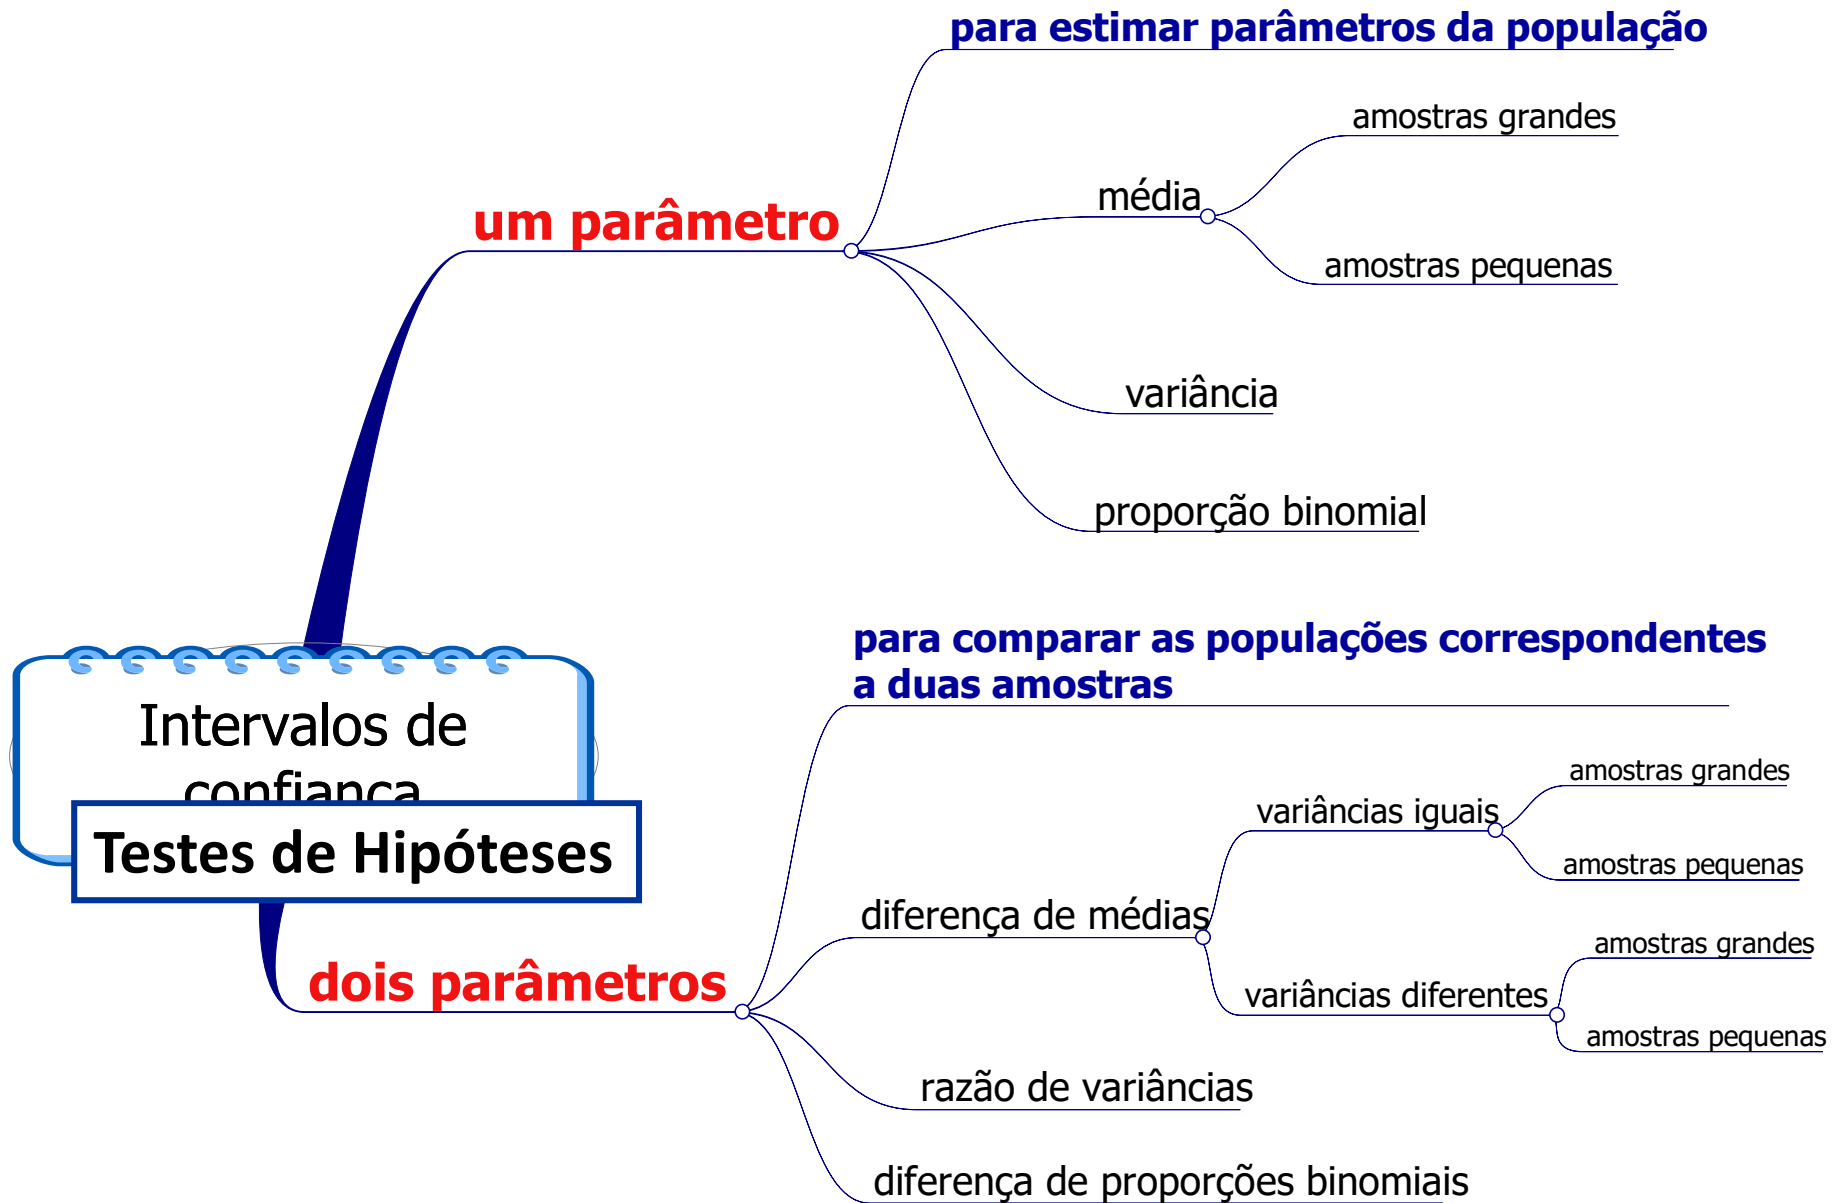 para estimar parâmetros da população
amostras grandes
média
um parâmetro
amostras pequenas
variância
proporção binomial
Intervalos de
confiança
Testes de Hipóteses
para comparar as populações correspondentes
a duas amostras
amostras grandes
variâncias iguais
amostras pequenas
diferença de médias
amostras grandes
variâncias diferentes
amostras pequenas
dois parâmetros
razão de variâncias
diferença de proporções binomiais